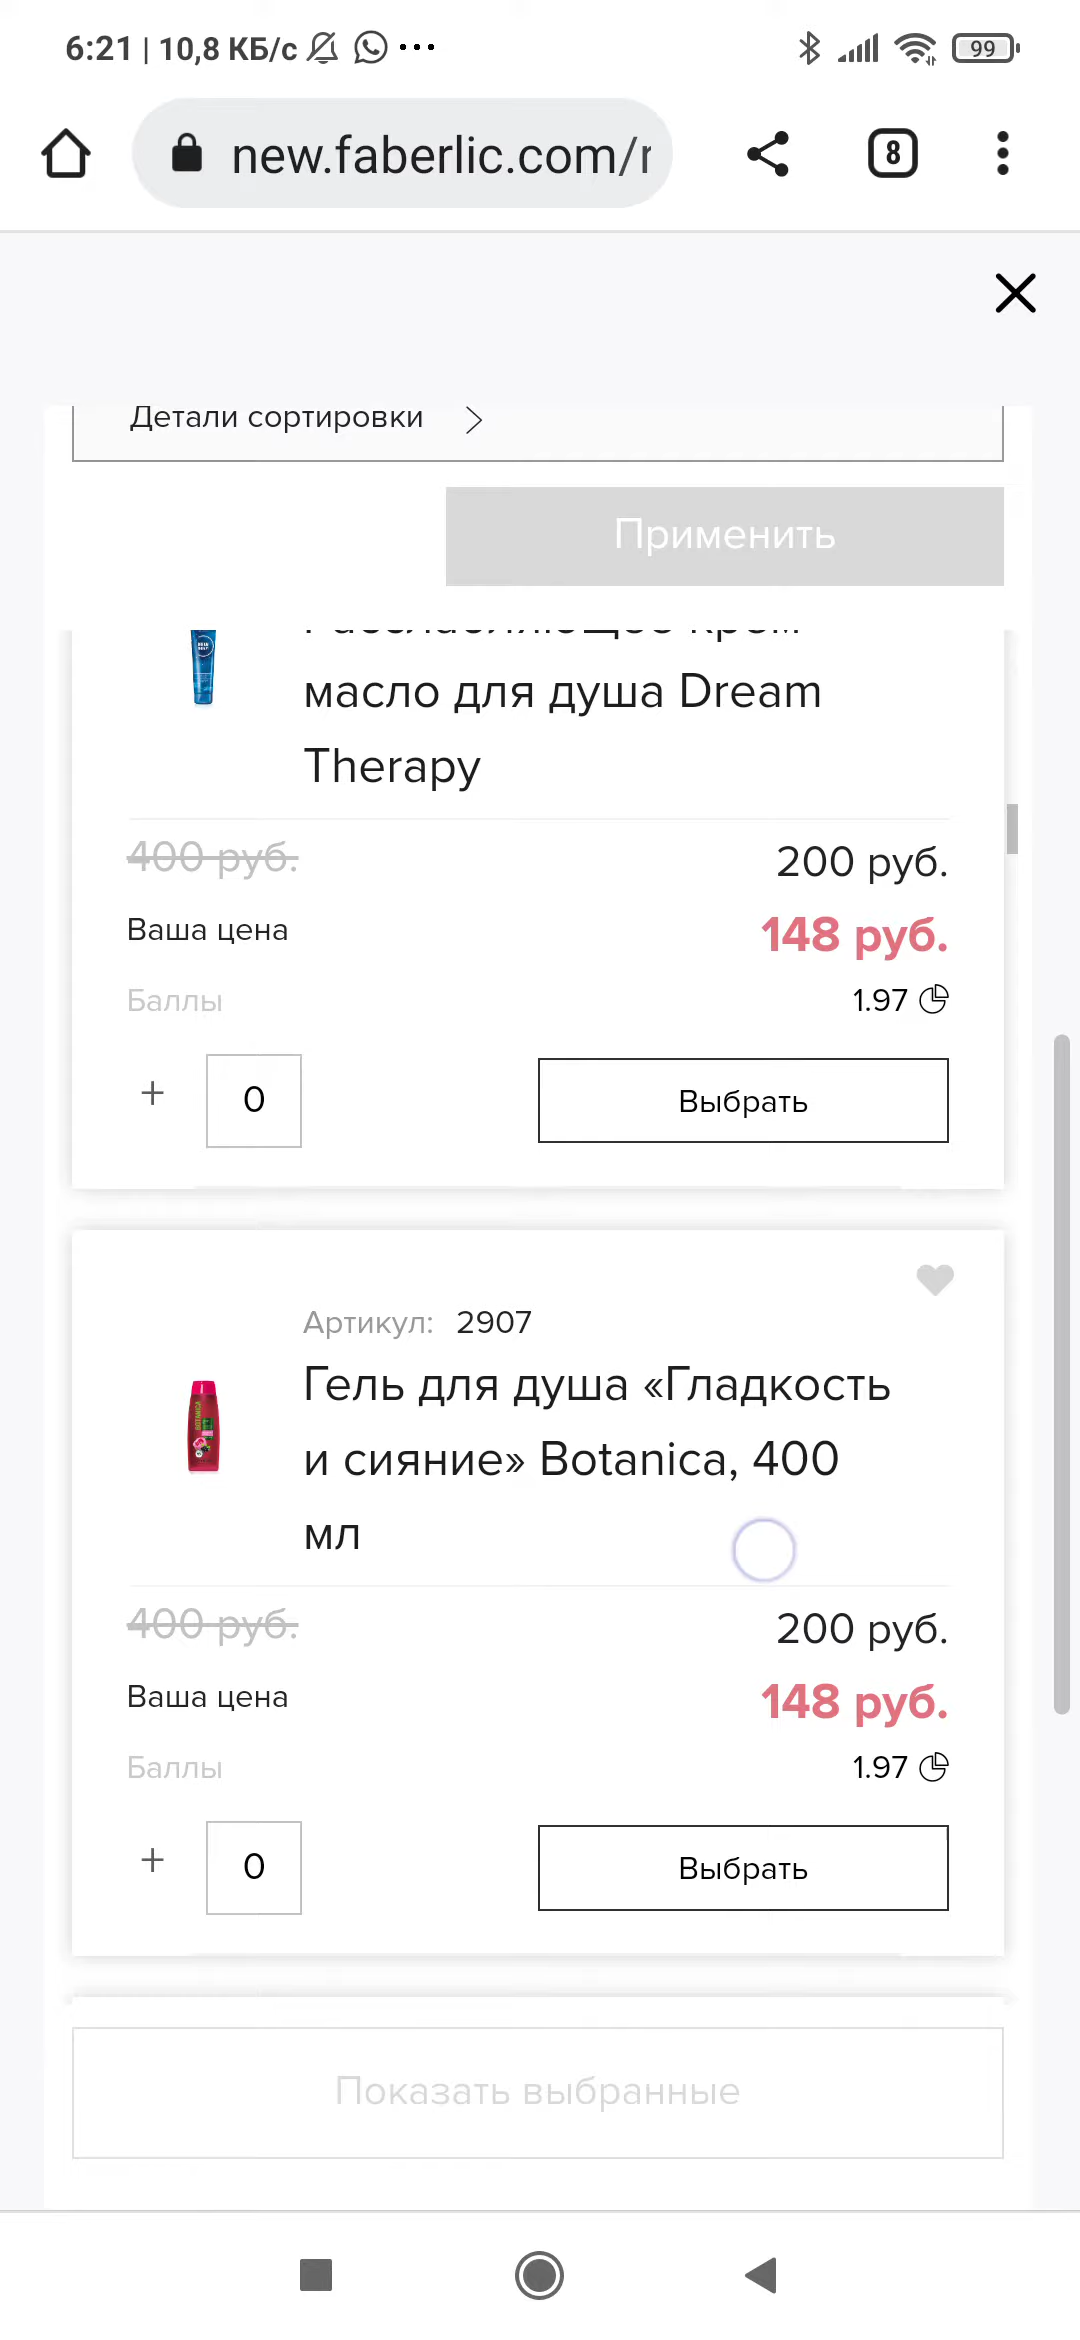 6:21 | 10,8 КБ/с
99
new.faberlic.com/r
8
Детали сортировки
Применить
Расслабляющее крем
масло для душа Dream
Therapy
400 руб.
200 руб.
Ваша цена
148 руб.
Баллы
1.97
+
0
Выбрать
Артикул: 2907
Гель для душа «Гладкость
и сияние» Botanica, 400
мл
400 руб.
200 руб.
Ваша цена
148 руб.
Баллы
1.97
+
0
Выбрать
Показать выбранные